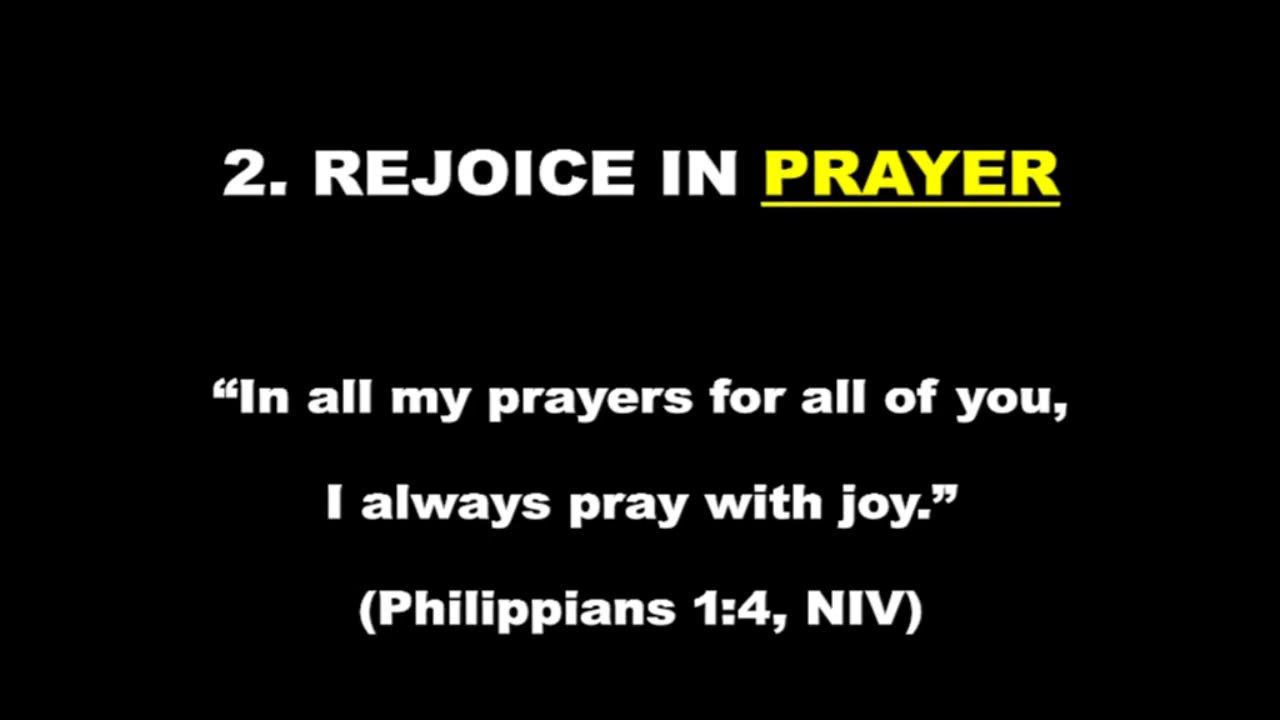 2. REJOICE IN PRAYER
“In all my prayers for all of you,
I always pray with joy.”
(Philippians 1:4, NIV)